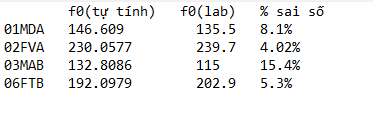 f0(tự tính) f0(lab) % sai số
01MDA 146.609 135.5 8.1%
02FVA 230.0577 239.7 4.02%
03MAB 132.8086 115 15.4%
06FTB 192.0979 202.9 5.3%